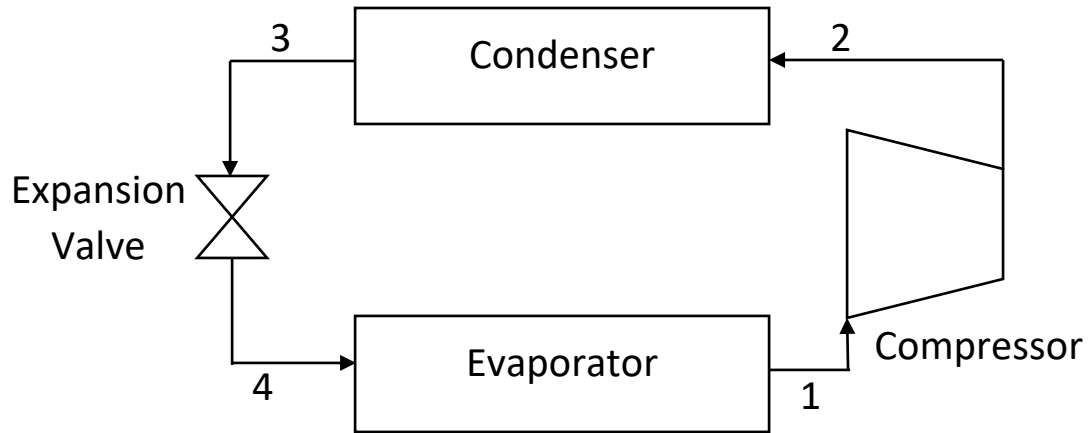 3
Condenser
2
Expansion
Valve
4
Evaporator
1
Compressor